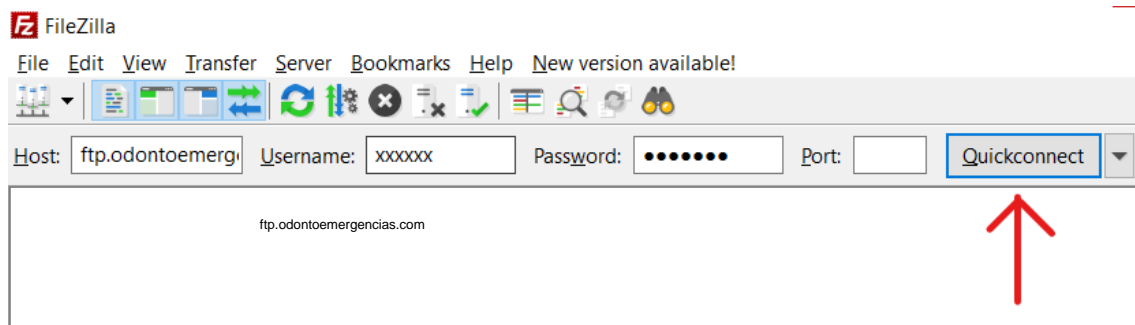 FileZilla
File Edit View Transfer Server Bookmarks Help New version available!
Host: ftp.odontoemerg Username: xxxxxx Password: ●●●●●●● Port: Quickconnect
ftp.odontoemergencias.com